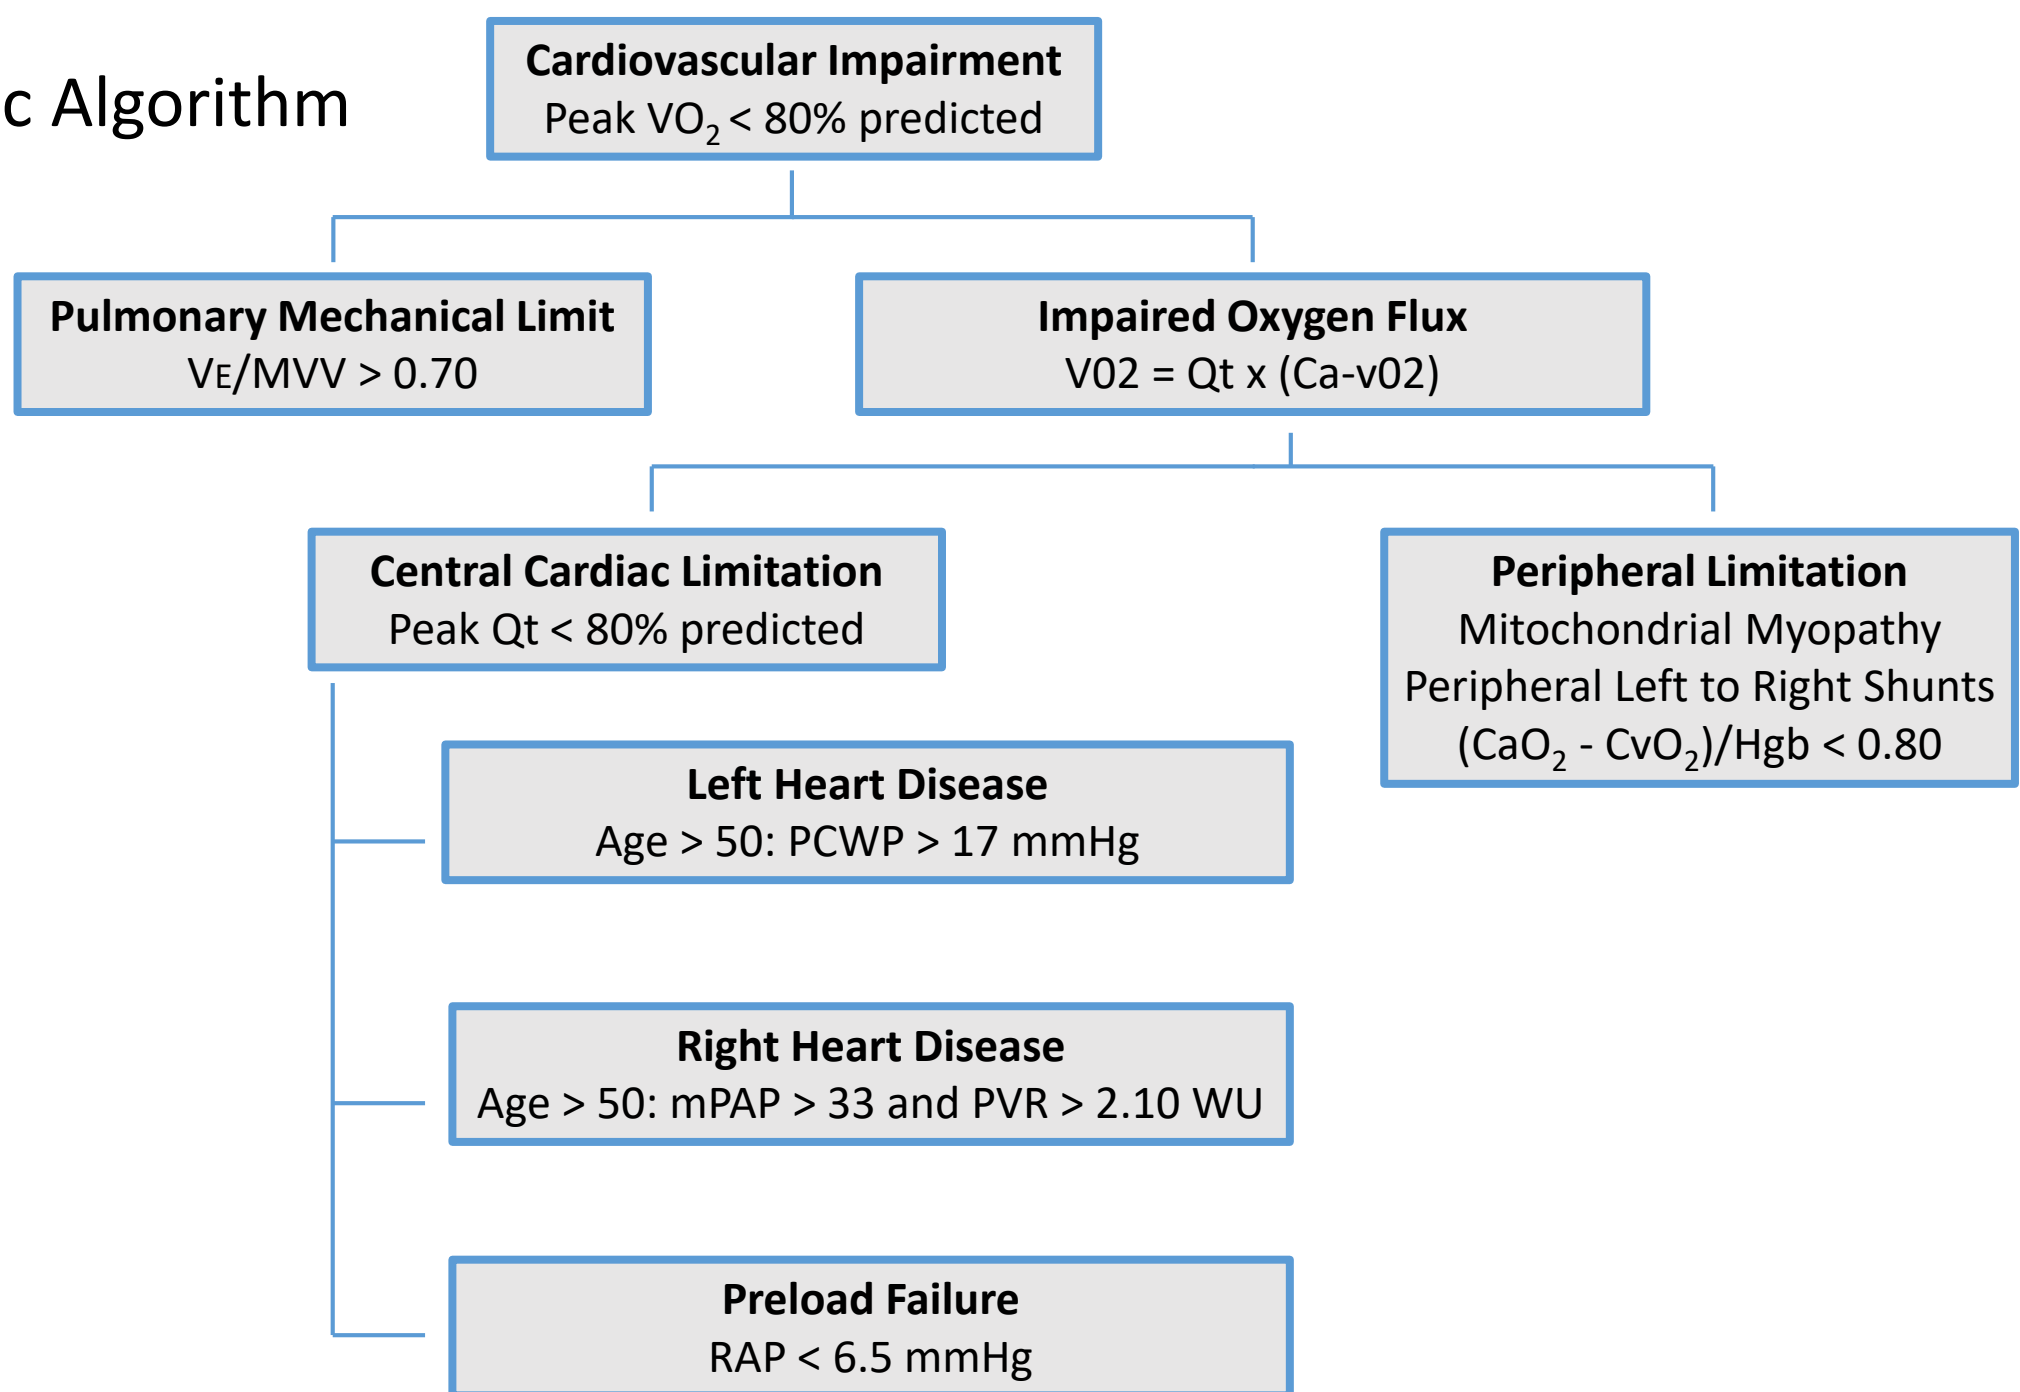 c Algorithm
Cardiovascular Impairment
Peak VO₂ < 80% predicted
Pulmonary Mechanical Limit
VE/MVV > 0.70
Impaired Oxygen Flux
V02 = Qt x (Ca-v02)
Central Cardiac Limitation
Peak Qt < 80% predicted
Peripheral Limitation
Mitochondrial Myopathy
Peripheral Left to Right Shunts
(CaO₂ - CvO₂)/Hgb < 0.80
Left Heart Disease
Age > 50: PCWP > 17 mmHg
Right Heart Disease
Age > 50: mPAP > 33 and PVR > 2.10 WU
Preload Failure
RAP < 6.5 mmHg